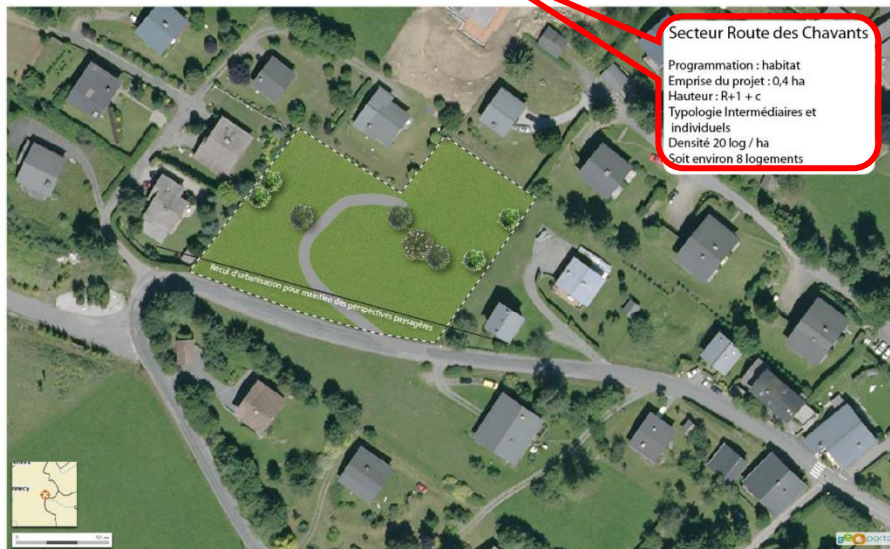 Secteur Route des Chavants
Programmation : habitat
Emprise du projet : 0,4 ha
Hauteur : R+1 + c
Typologie Intermédiaires et
individuels
Densité 20 log / ha
Soit environ 8 logements
Recul d'urbanisation pour maintien des perspectives paysagères